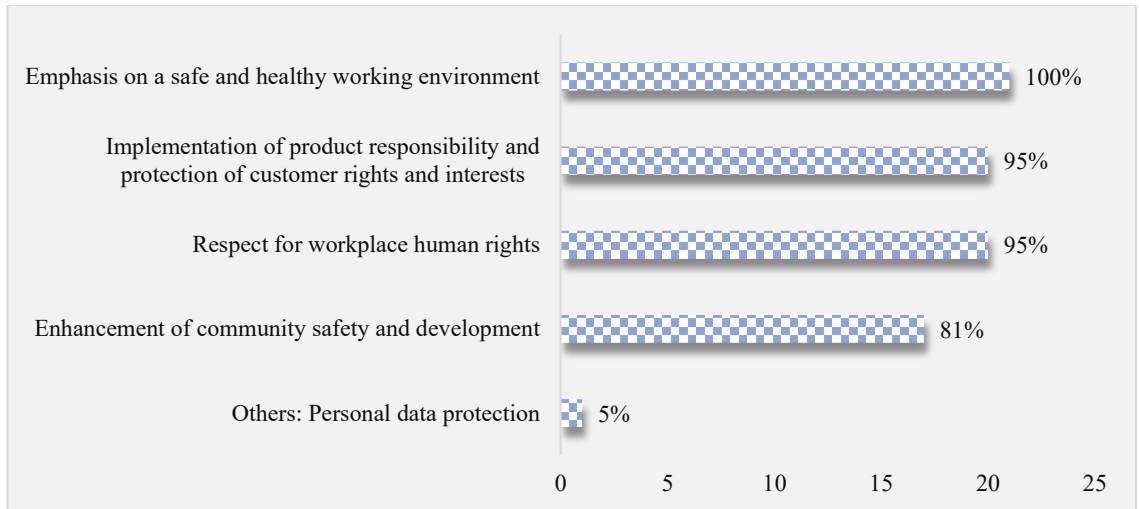 Emphasis on a safe and healthy working environment
100%
Implementation of product responsibility and
protection of customer rights and interests
95%
Respect for workplace human rights
95%
Enhancement of community safety and development
81%
Others: Personal data protection
5%
0 5 10 15 20 25